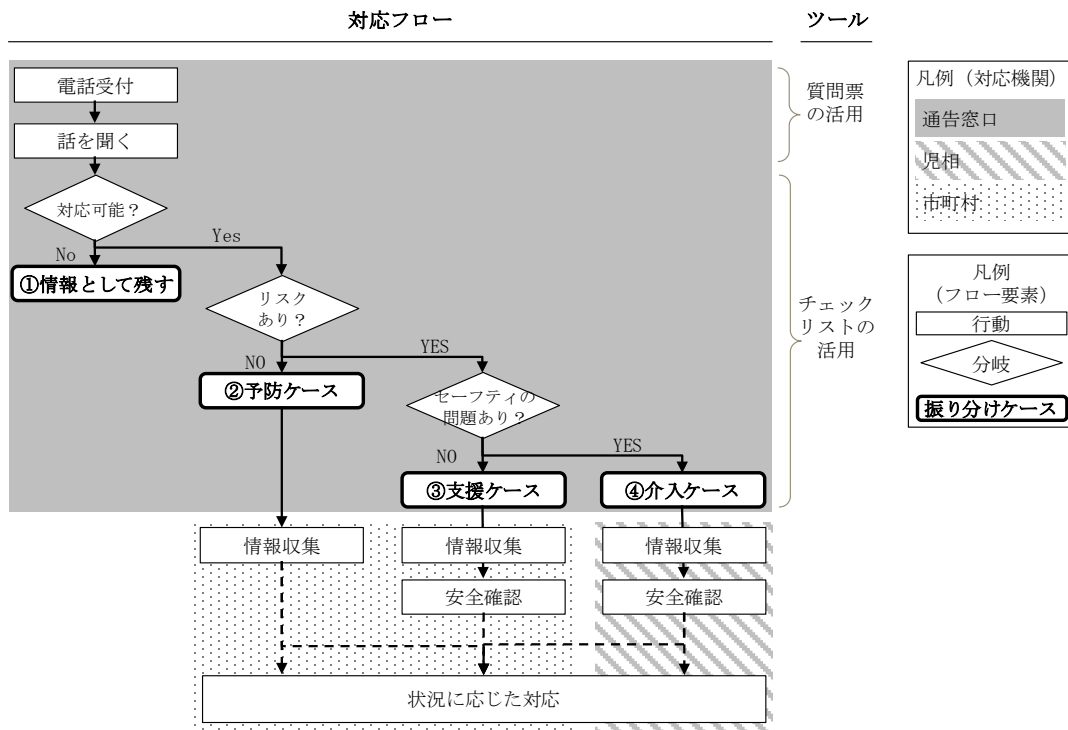 対応フロー
ツール
電話受付
話を聞く
対応可能？
Yes
No
①情報として残す
リスク
あり？
YES
NO
②予防ケース
セーフティの
問題あり？
YES
NO
③支援ケース
④介入ケース
情報収集
情報収集
情報収集
安全確認
安全確認
状況に応じた対応
質問票
の活用
チェック
リストの
活用
凡例（対応機関）
通告窓口
児相
市町村
凡例
（フロー要素）
行動
分岐
振り分けケース